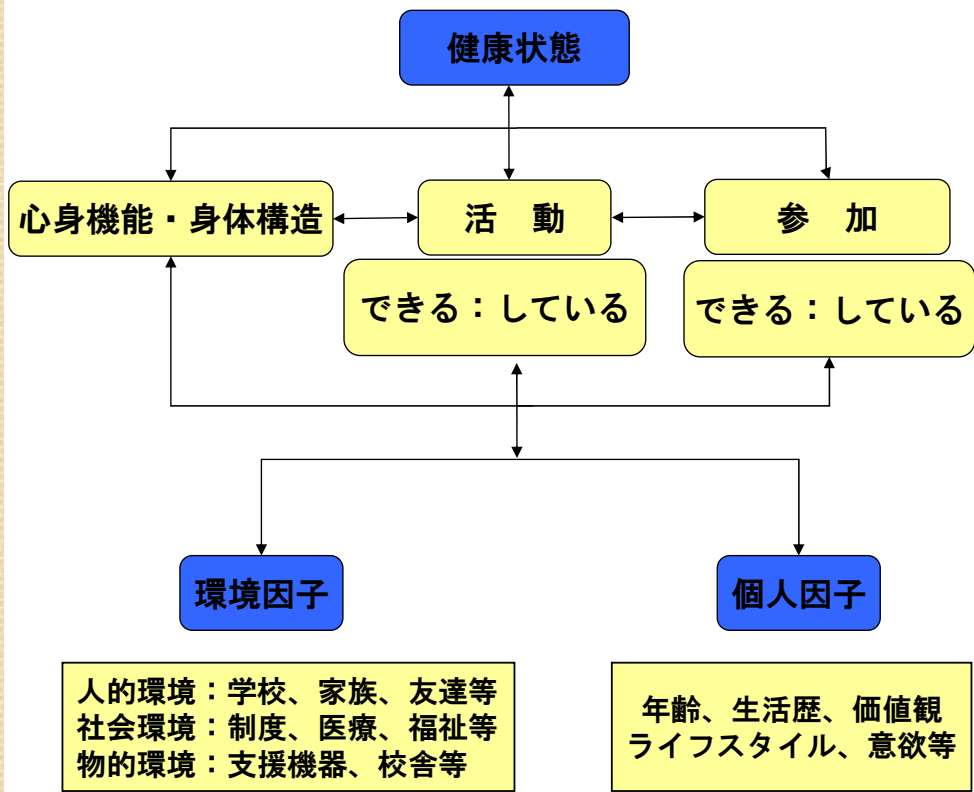 健康状態
心身機能・身体構造
活　動
参　加
できる：している
できる：している
環境因子
個人因子
人的環境：学校、家族、友達等
社会環境：制度、医療、福祉等
物的環境：支援機器、校舎等
年齢、生活歴、価値観
ライフスタイル、意欲等